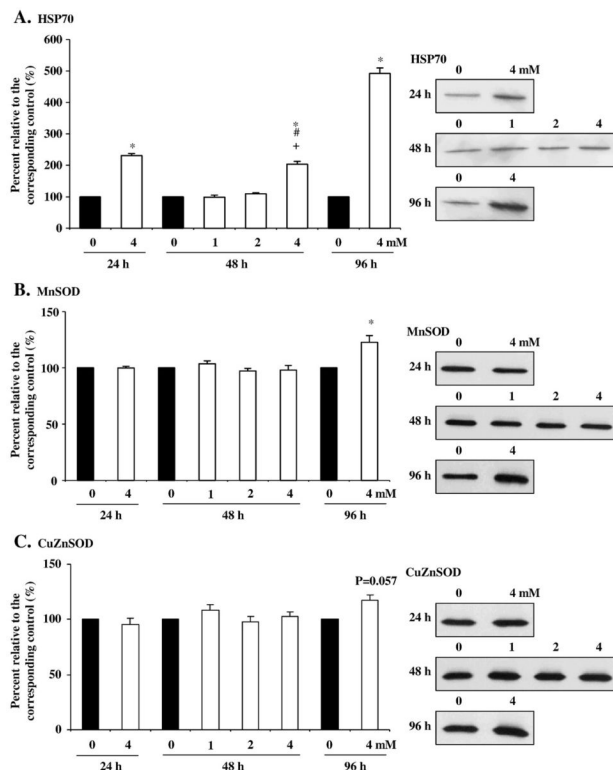 A. HSP70
Percent relative to the
corresponding control (%)
600
500
400
300
200
100
0
*
*
#
+
*
0 4 0 1 2 4 0 4 mM
24 h 48 h 96 h
HSP70
0 4 mM
24 h
0 1 2 4
48 h
0 4
96 h
B. MnSOD
Percent relative to the
corresponding control (%)
150
100
50
0
*
0 4 0 1 2 4 0 4 mM
24 h 48 h 96 h
MnSOD
0 4 mM
24 h
0 1 2 4
48 h
0 4
96 h
C. CuZnSOD
Percent relative to the
corresponding control (%)
150
100
50
0
P=0.057
0 4 0 1 2 4 0 4 mM
24 h 48 h 96 h
CuZnSOD
0 4 mM
24 h
0 1 2 4
48 h
0 4
96 h